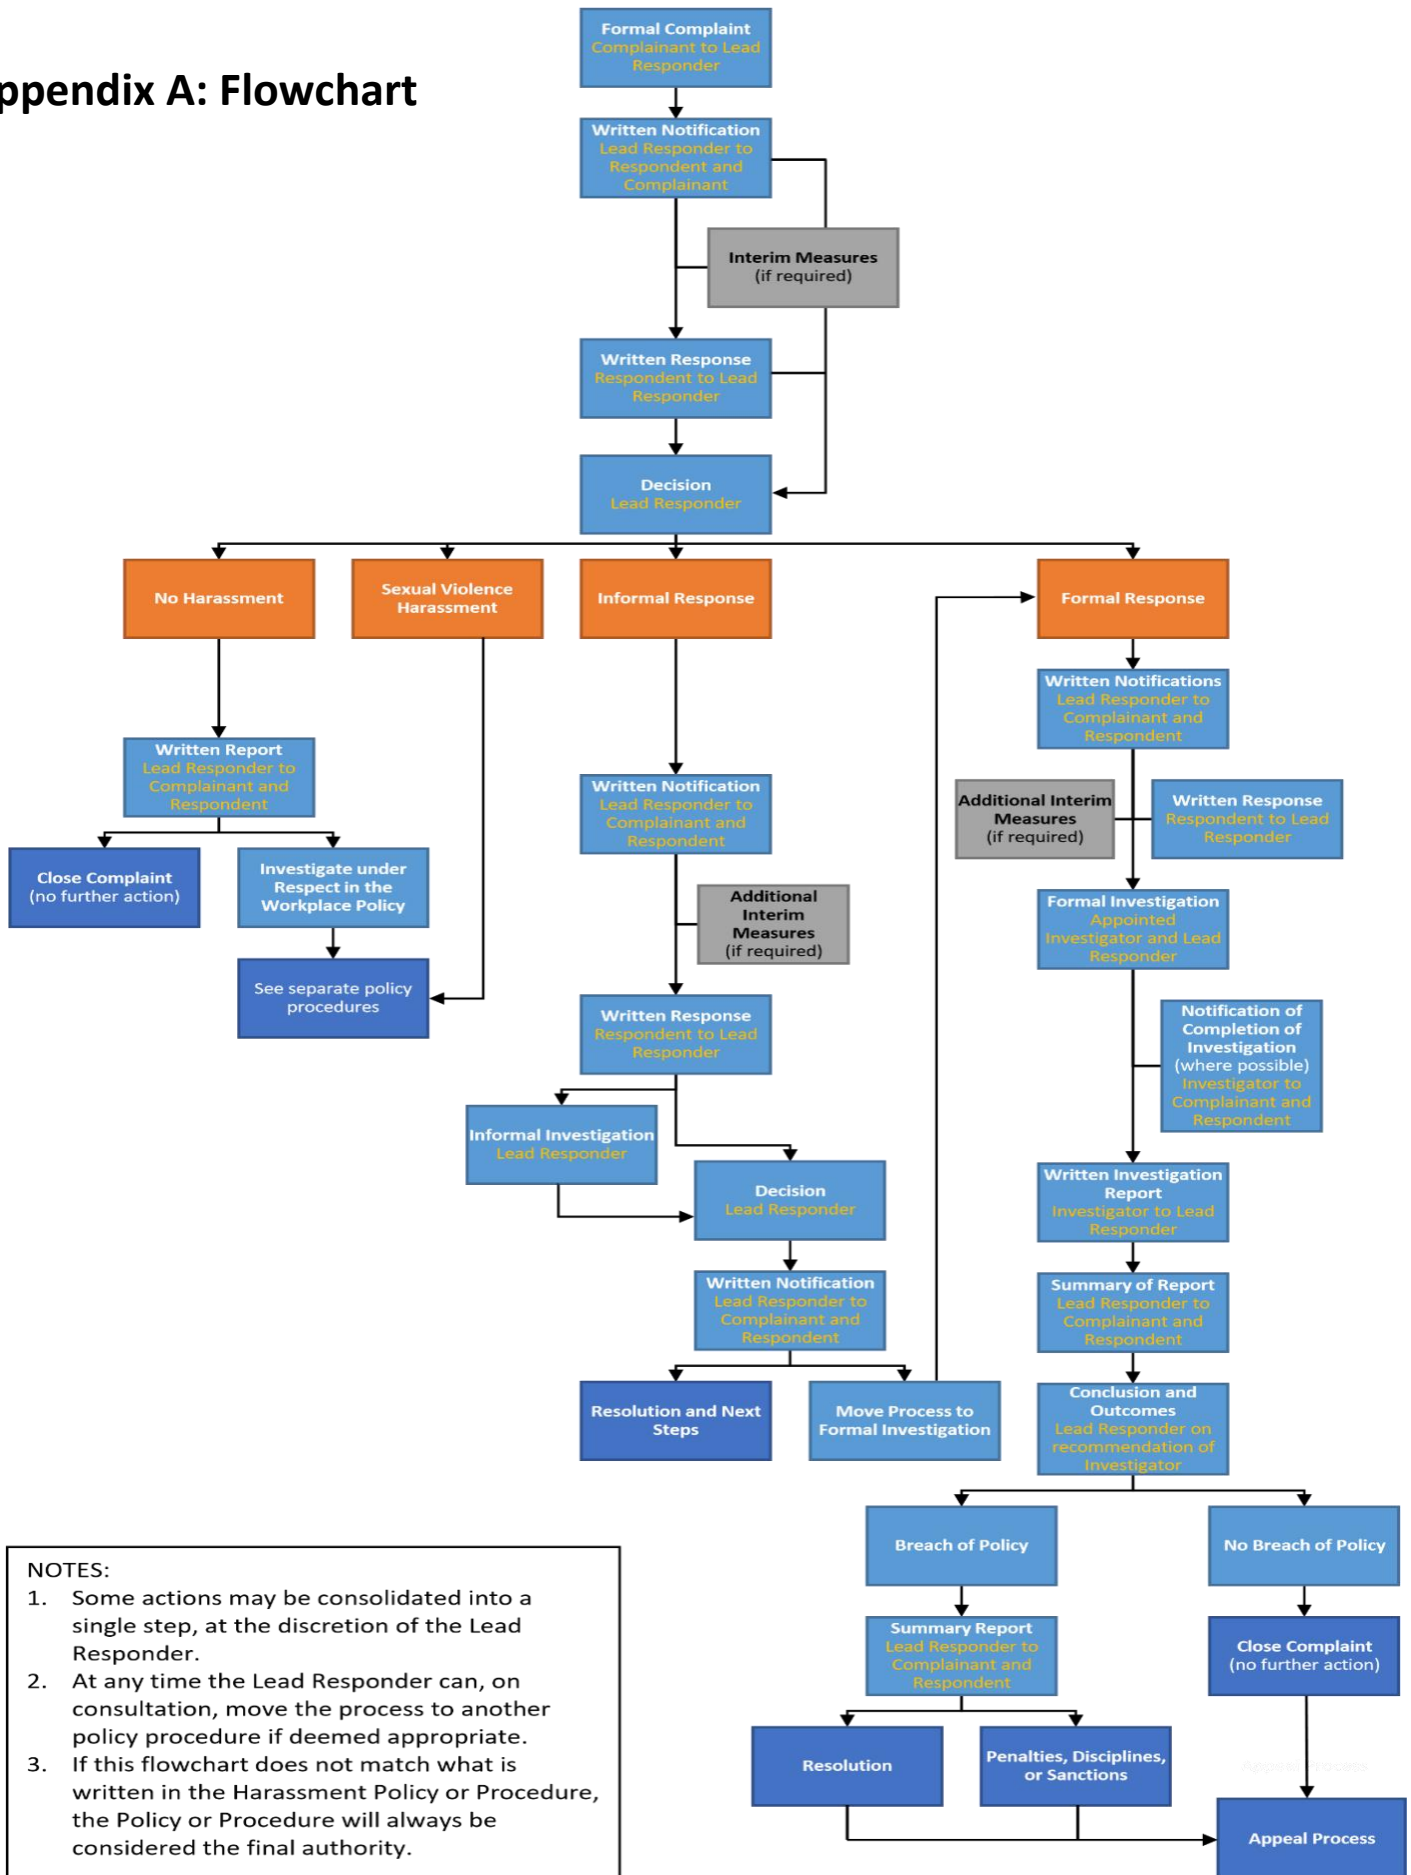 ppendix A: Flowchart
Formal Complaint
Complainant to Lead
Responder
Written Notification
Lead Responder to
Respondent and
Complainant
Interim Measures
(if required)
Written Response
Respondent to Lead
Responder
Decision
Lead Responder
No Harassment
Sexual Violence
Harassment
Informal Response
Formal Response
Written Report
Lead Responder to
Complainant and
Respondent
Close Complaint
(no further action)
Investigate under
Respect in the
Workplace Policy
See separate policy
procedures
Written Notification
Lead Responder to
Complainant and
Respondent
Additional
Interim
Measures
(if required)
Written Response
Respondent to Lead
Responder
Informal Investigation
Lead Responder
Decision
Lead Responder
Written Notification
Lead Responder to
Complainant and
Respondent
Resolution and Next
Steps
Move Process to
Formal Investigation
Written Notifications
Lead Responder to
Complainant and
Respondent
Additional Interim
Measures
(if required)
Written Response
Respondent to Lead
Responder
Formal Investigation
Appointed
Investigator and Lead
Responder
Notification of
Completion of
Investigation
(where possible)
Investigator to
Complainant and
Respondent
Written Investigation
Report
Investigator to Lead
Responder
Summary of Report
Lead Responder to
Complainant and
Respondent
Conclusion and
Outcomes
Lead Responder on
recommendation of
Investigator
Breach of Policy
No Breach of Policy
Summary Report
Lead Responder to
Complainant and
Respondent
Close Complaint
(no further action)
Resolution
Penalties, Disciplines,
or Sanctions
Appeal Process
Appeal Process
NOTES:
1. Some actions may be consolidated into a
single step, at the discretion of the Lead
Responder.
2. At any time the Lead Responder can, on
consultation, move the process to another
policy procedure if deemed appropriate.
3. If this flowchart does not match what is
written in the Harassment Policy or Procedure,
the Policy or Procedure will always be
considered the final authority.